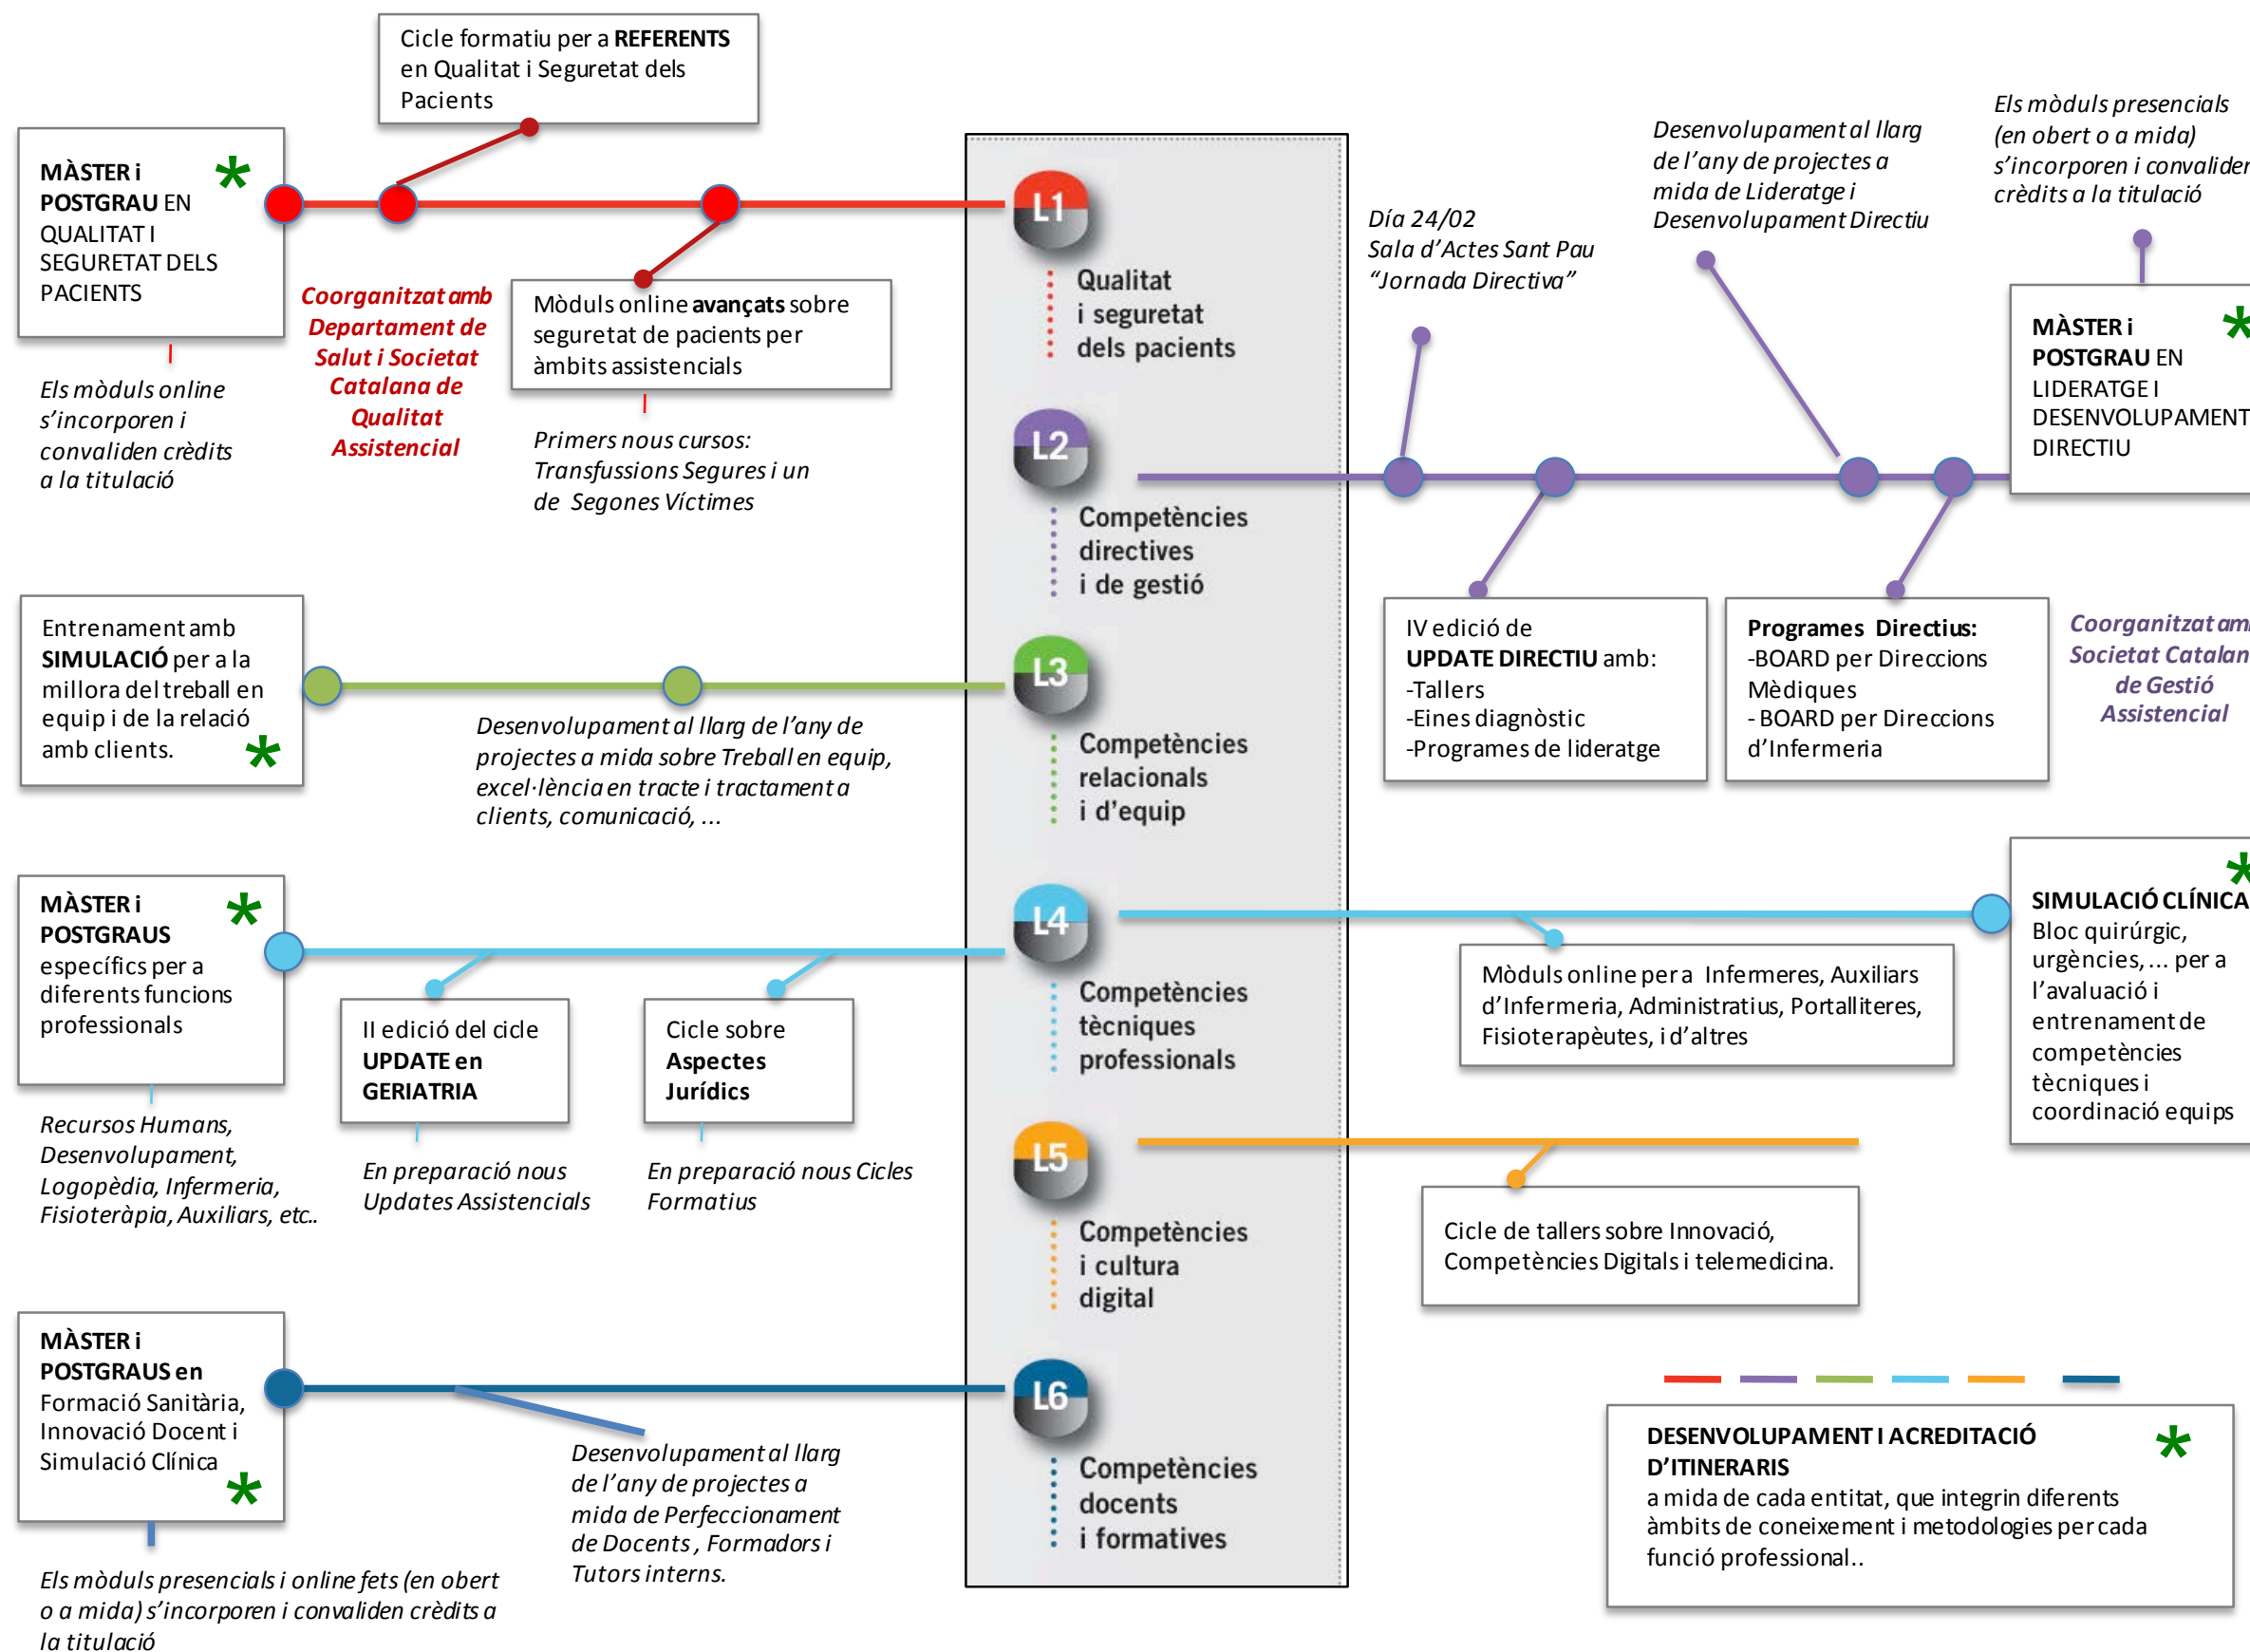 Cicle formatiu per a REFERENTS
en Qualitat i Seguretat dels
Pacients
MÀSTER i
POSTGRAU EN
QUALITAT I
SEGURETAT DELS
PACIENTS
*
Els mòduls online
s’incorporen i
convaliden crèdits
a la titulació
Coorganitzat amb
Departament de
Salut i Societat
Catalana de
Qualitat
Assistencial
Mòduls online avançats sobre
seguretat de pacients per
àmbits assistencials
Primers nous cursos:
Transfussions Segures i un
de Segones Víctimes
L1
Qualitat
i seguretat
dels pacients
L2
Competències
directives
i de gestió
Día 24/02
Sala d’Actes Sant Pau
“Jornada Directiva”
Desenvolupament al llarg
de l’any de projectes a
mida de Lideratge i
Desenvolupament Directiu
Els mòduls presencials
(en obert o a mida)
s’incorporen i convaliden
crèdits a la titulació
MÀSTER i
POSTGRAU EN
LIDERATGE I
DESENVOLUPAMENT
DIRECTIU
*
IV edició de
UPDATE DIRECTIU amb:
-Tallers
-Eines diagnòstic
-Programes de lideratge
Programes Directius:
-BOARD per Direccions
Mèdiques
- BOARD per Direccions
d’Infermeria
Coorganitzat am
Societat Catalan
de Gestió
Assistencial
Entrenament amb
SIMULACIÓ per a la
millora del treball en
equip i de la relació
amb clients.
*
Desenvolupament al llarg de l’any de
projectes a mida sobre Treball en equip,
excel·lència en tracte i tractament a
clients, comunicació, ...
L3
Competències
relacionals
i d’equip
MÀSTER i
POSTGRAUS
específics per a
diferents funcions
professionals
*
Recursos Humans,
Desenvolupament,
Logopèdia, Infermeria,
Fisioteràpia, Auxiliars, etc..
II edició del cicle
UPDATE en
GERIATRIA
En preparació nous
Updates Assistencials
Cicle sobre
Aspectes
Jurídics
En preparació nous Cicles
Formatius
L4
Competències
tècniques
professionals
Mòduls online per a Infermeres, Auxiliars
d’Infermeria, Administratius, Portalliteres,
Fisioterapèutes, i d’altres
*
SIMULACIÓ CLÍNICA
Bloc quirúrgic,
urgències, ... per a
l’avaluació i
entrenament de
competències
tècniques i
coordinació equips
L5
Competències
i cultura
digital
Cicle de tallers sobre Innovació,
Competències Digitals i telemedicina.
MÀSTER i
POSTGRAUS en
Formació Sanitària,
Innovació Docent i
Simulació Clínica
*
Els mòduls presencials i online fets (en obert
o a mida) s’incorporen i convaliden crèdits a
la titulació
Desenvolupament al llarg
de l’any de projectes a
mida de Perfeccionament
de Docents , Formadors i
Tutors interns.
L6
Competències
docents
i formatives
DESENVOLUPAMENT I ACREDITACIÓ
D’ITINERARIS
a mida de cada entitat, que integrin diferents
àmbits de coneixement i metodologies per cada
funció professional..
*